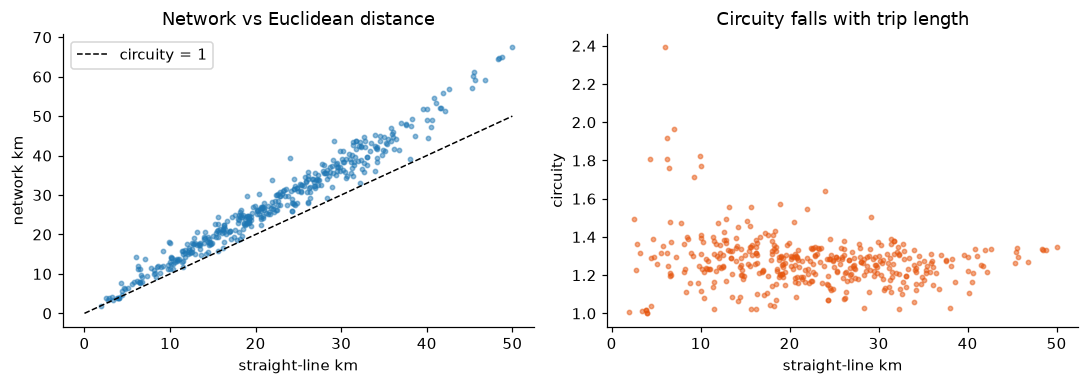 Network vs Euclidean distance
70
60
50
40
30
20
10
0
network km
circuity = 1
0 10 20 30 40 50
straight-line km
Circuity falls with trip length
2.4
2.2
2.0
1.8
1.6
1.4
1.2
1.0
circuity
0 10 20 30 40 50
straight-line km